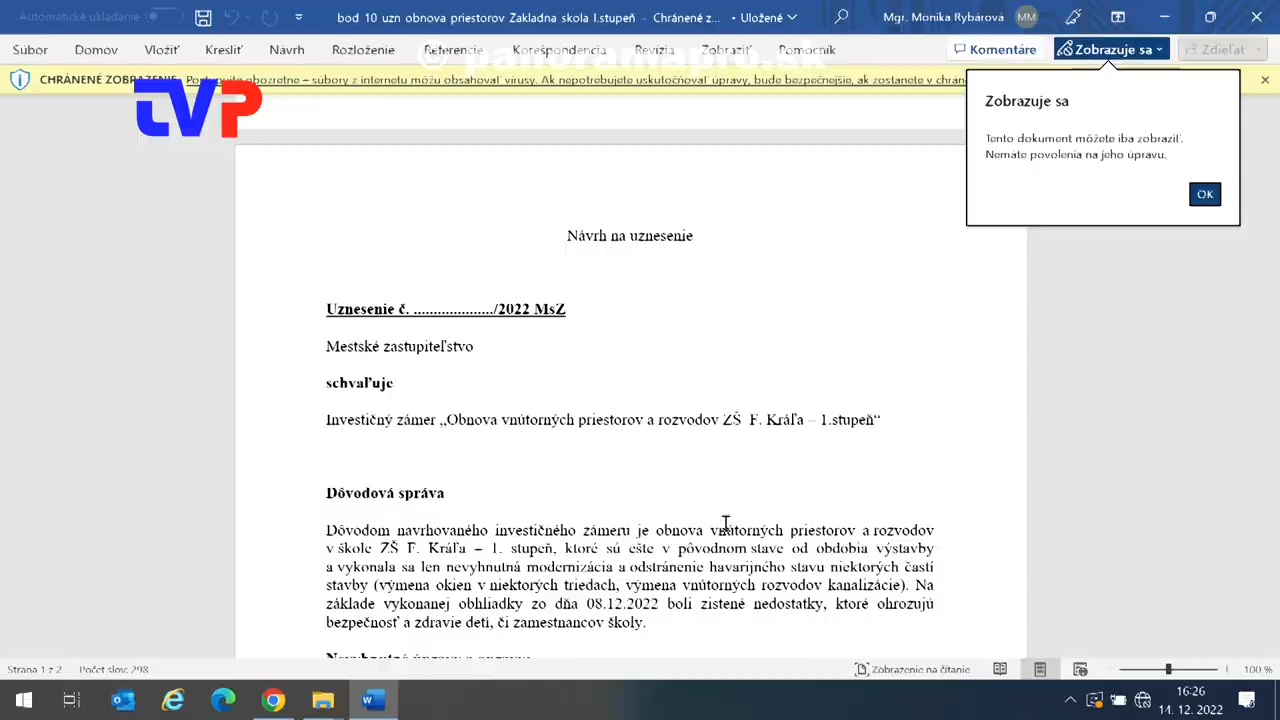 Automatické ukladanie
bod 10 uzn obnova priestorov Zakladna skola I.stupeň - Chránené z... • Uložené
Mgr. Monika Rybárová MM
Súbor Domov Vložiť Kresliť Návrh Rozloženie Referencie Korešpondencia Revízia Zobraziť Pomocník
Komentáre Zobrazuje sa Zdieľať
CHRÁNENÉ ZOBRAZENIE Postupujte obozretne – súbory z internetu môžu obsahovať vírusy. Ak nepotrebujete uskutočňovať úpravy, bude bezpečnejšie, ak zostanete v
tVP
Zobrazuje sa
Tento dokument môžete iba zobraziť.
Nemáte povolenia na jeho úpravu.
OK
Návrh na uznesenie
Uznesenie č. ..................../2022 MsZ
Mestské zastupiteľstvo
schvaľuje
Investičný zámer „Obnova vnútorných priestorov a rozvodov ZŠ F. Kráľa – 1.stupeň“
Dôvodová správa
Dôvodom navrhovaného investičného zámeru je obnova vnútorných priestorov a rozvodov
v škole ZŠ F. Kráľa – 1. stupeň, ktoré sú ešte v pôvodnom stave od obdobia výstavby
a vykonala sa len nevyhnutná modernizácia a odstránenie havarijného stavu niektorých častí
stavby (výmena okien v niektorých triedach, výmena vnútorných rozvodov kanalizácie). Na
základe vykonanej obhliadky zo dňa 08.12.2022 boli zistené nedostatky, ktoré ohrozujú
bezpečnosť a zdravie detí, či zamestnancov školy.
Strana 1 z 2 Počet slov: 298
Zobrazenie na čítanie
100 %
16:26
14. 12. 2022